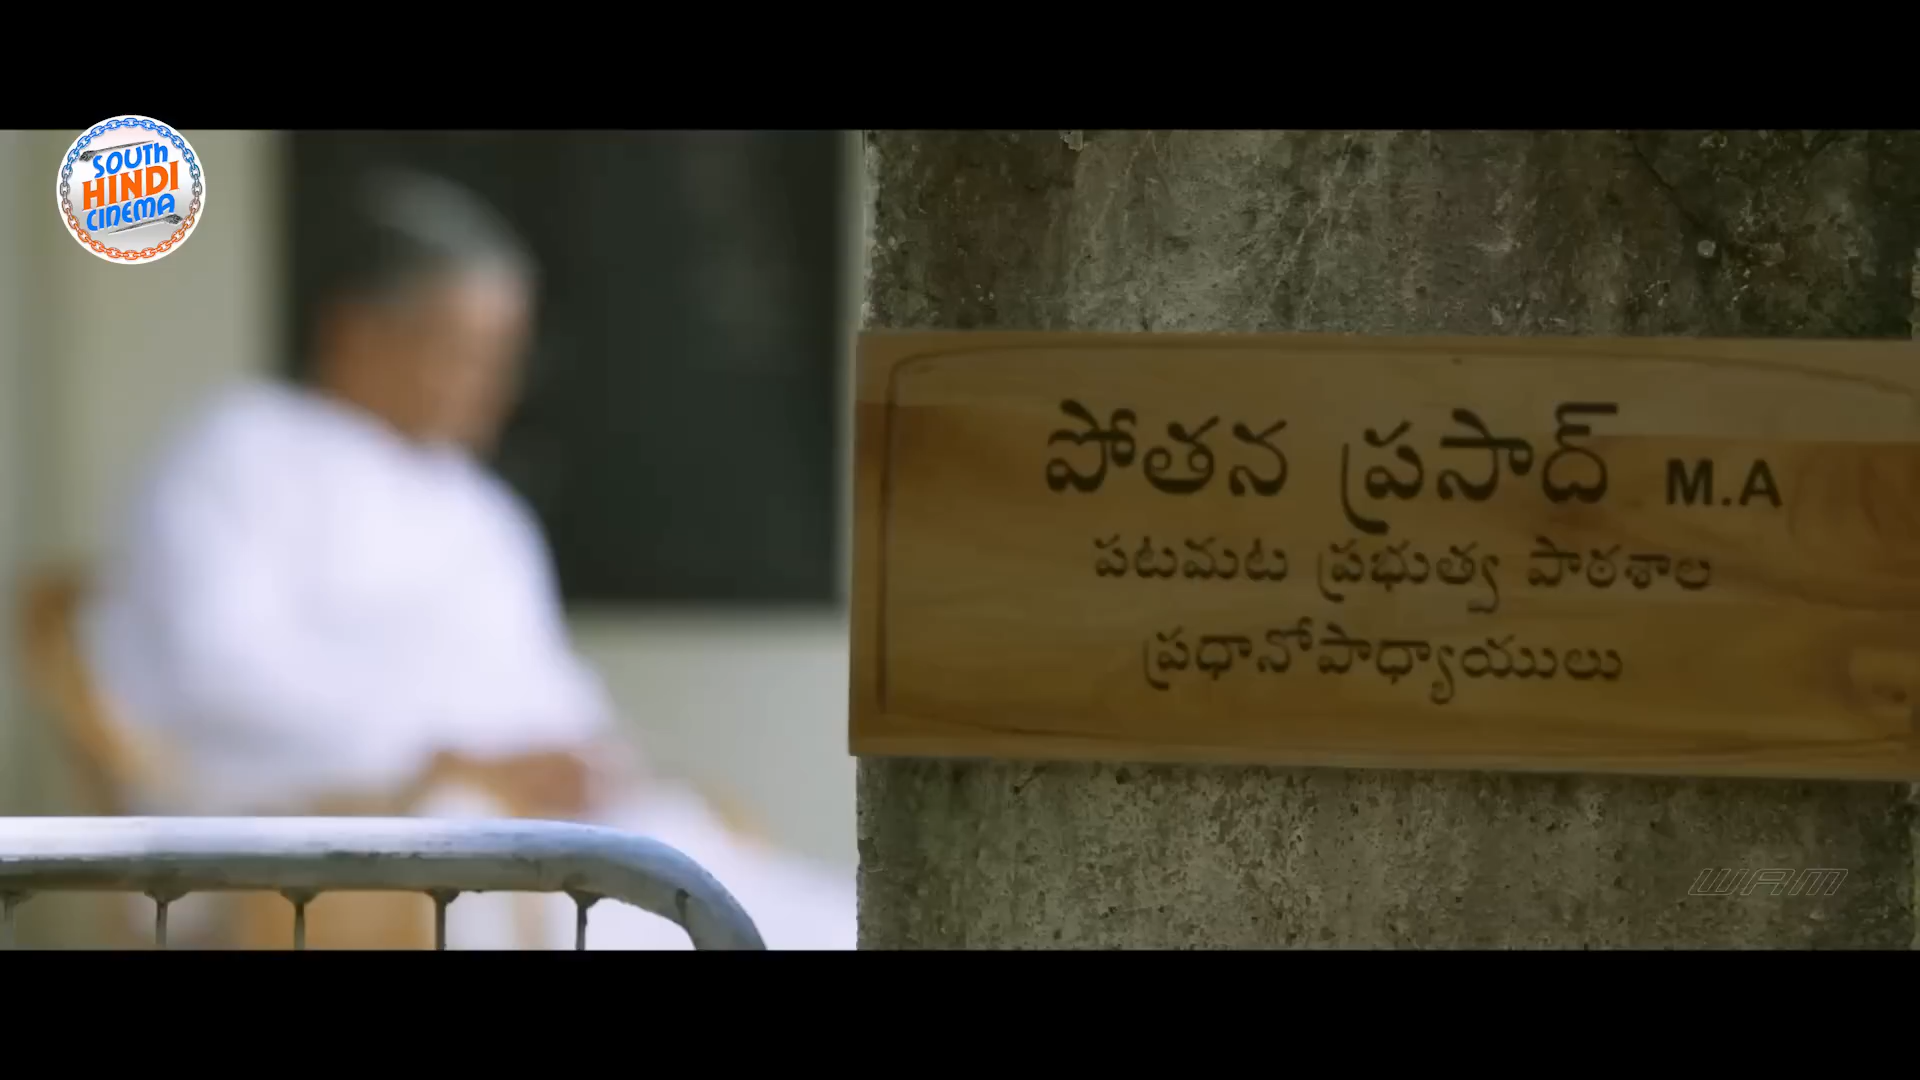 SOUTH
HINDI
CINEMA
పోతన ప్రసాద్ M.A
పటమట ప్రభుత్వ పాఠశాల
ప్రధానోపాధ్యాయులు
WAM